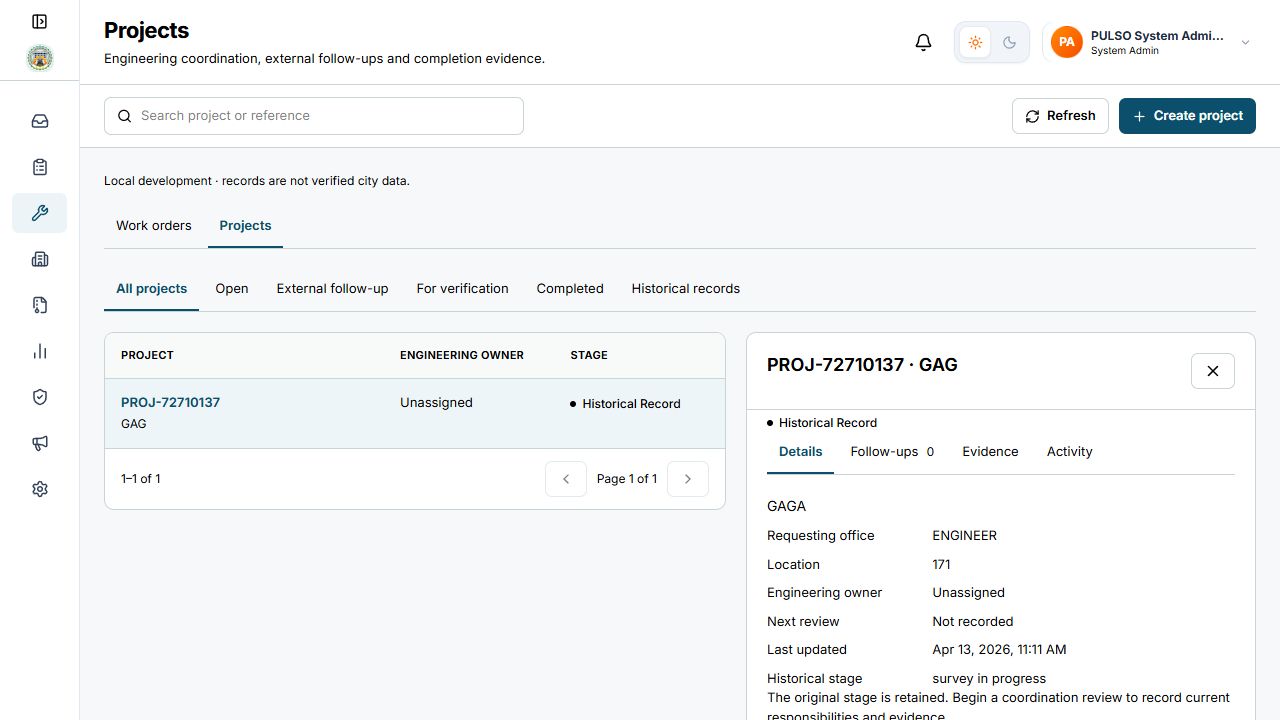 Projects
Engineering coordination, external follow-ups and completion evidence.
PA
PULSO System Admi...
System Admin
Search project or reference
Refresh
Create project
Local development · records are not verified city data.
Work orders
Projects
All projects
Open
External follow-up
For verification
Completed
Historical records
PROJECT
ENGINEERING OWNER
STAGE
PROJ-72710137
GAG
Unassigned
Historical Record
1–1 of 1
Page 1 of 1
PROJ-72710137 · GAG
Historical Record
Details
Follow-ups 0
Evidence
Activity
GAGA
Requesting office ENGINEER
Location 171
Engineering owner Unassigned
Next review Not recorded
Last updated Apr 13, 2026, 11:11 AM
Historical stage survey in progress
The original stage is retained. Begin a coordination review to record current
responsibilities and evidence.